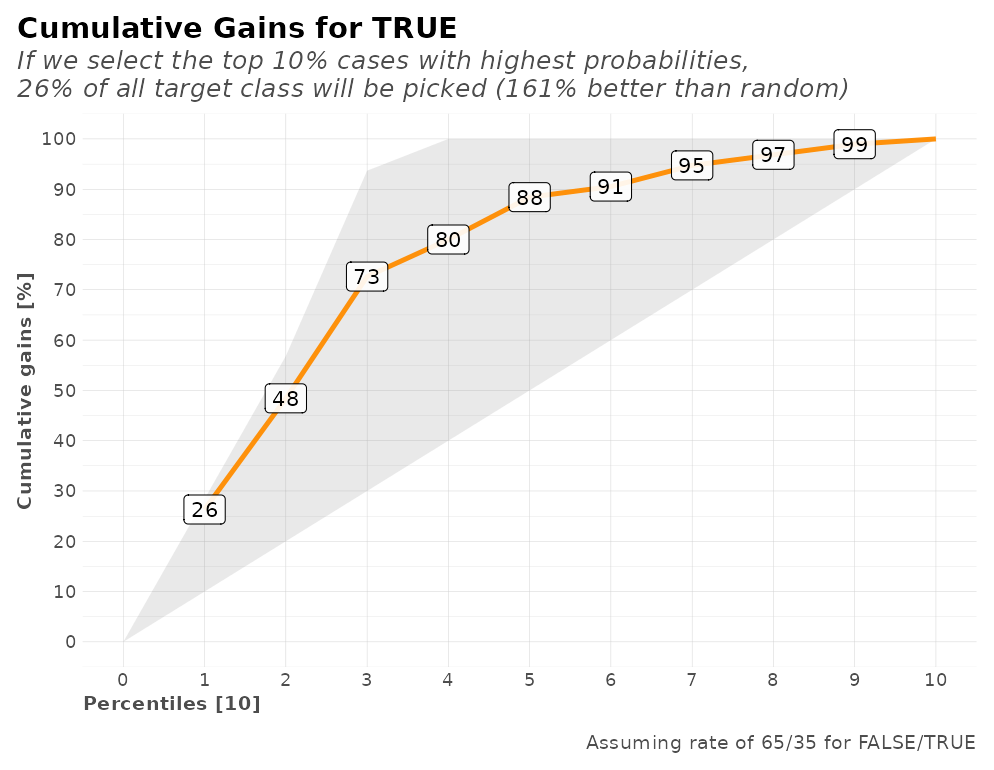 Cumulative Gains for TRUE
If we select the top 10% cases with highest probabilities,
26% of all target class will be picked (161% better than random)
Cumulative gains [%]
100
90
80
70
60
50
40
30
20
10
0
26
48
73
80
88
91
95
97
99
0 1 2 3 4 5 6 7 8 9 10
Percentiles [10]
Assuming rate of 65/35 for FALSE/TRUE